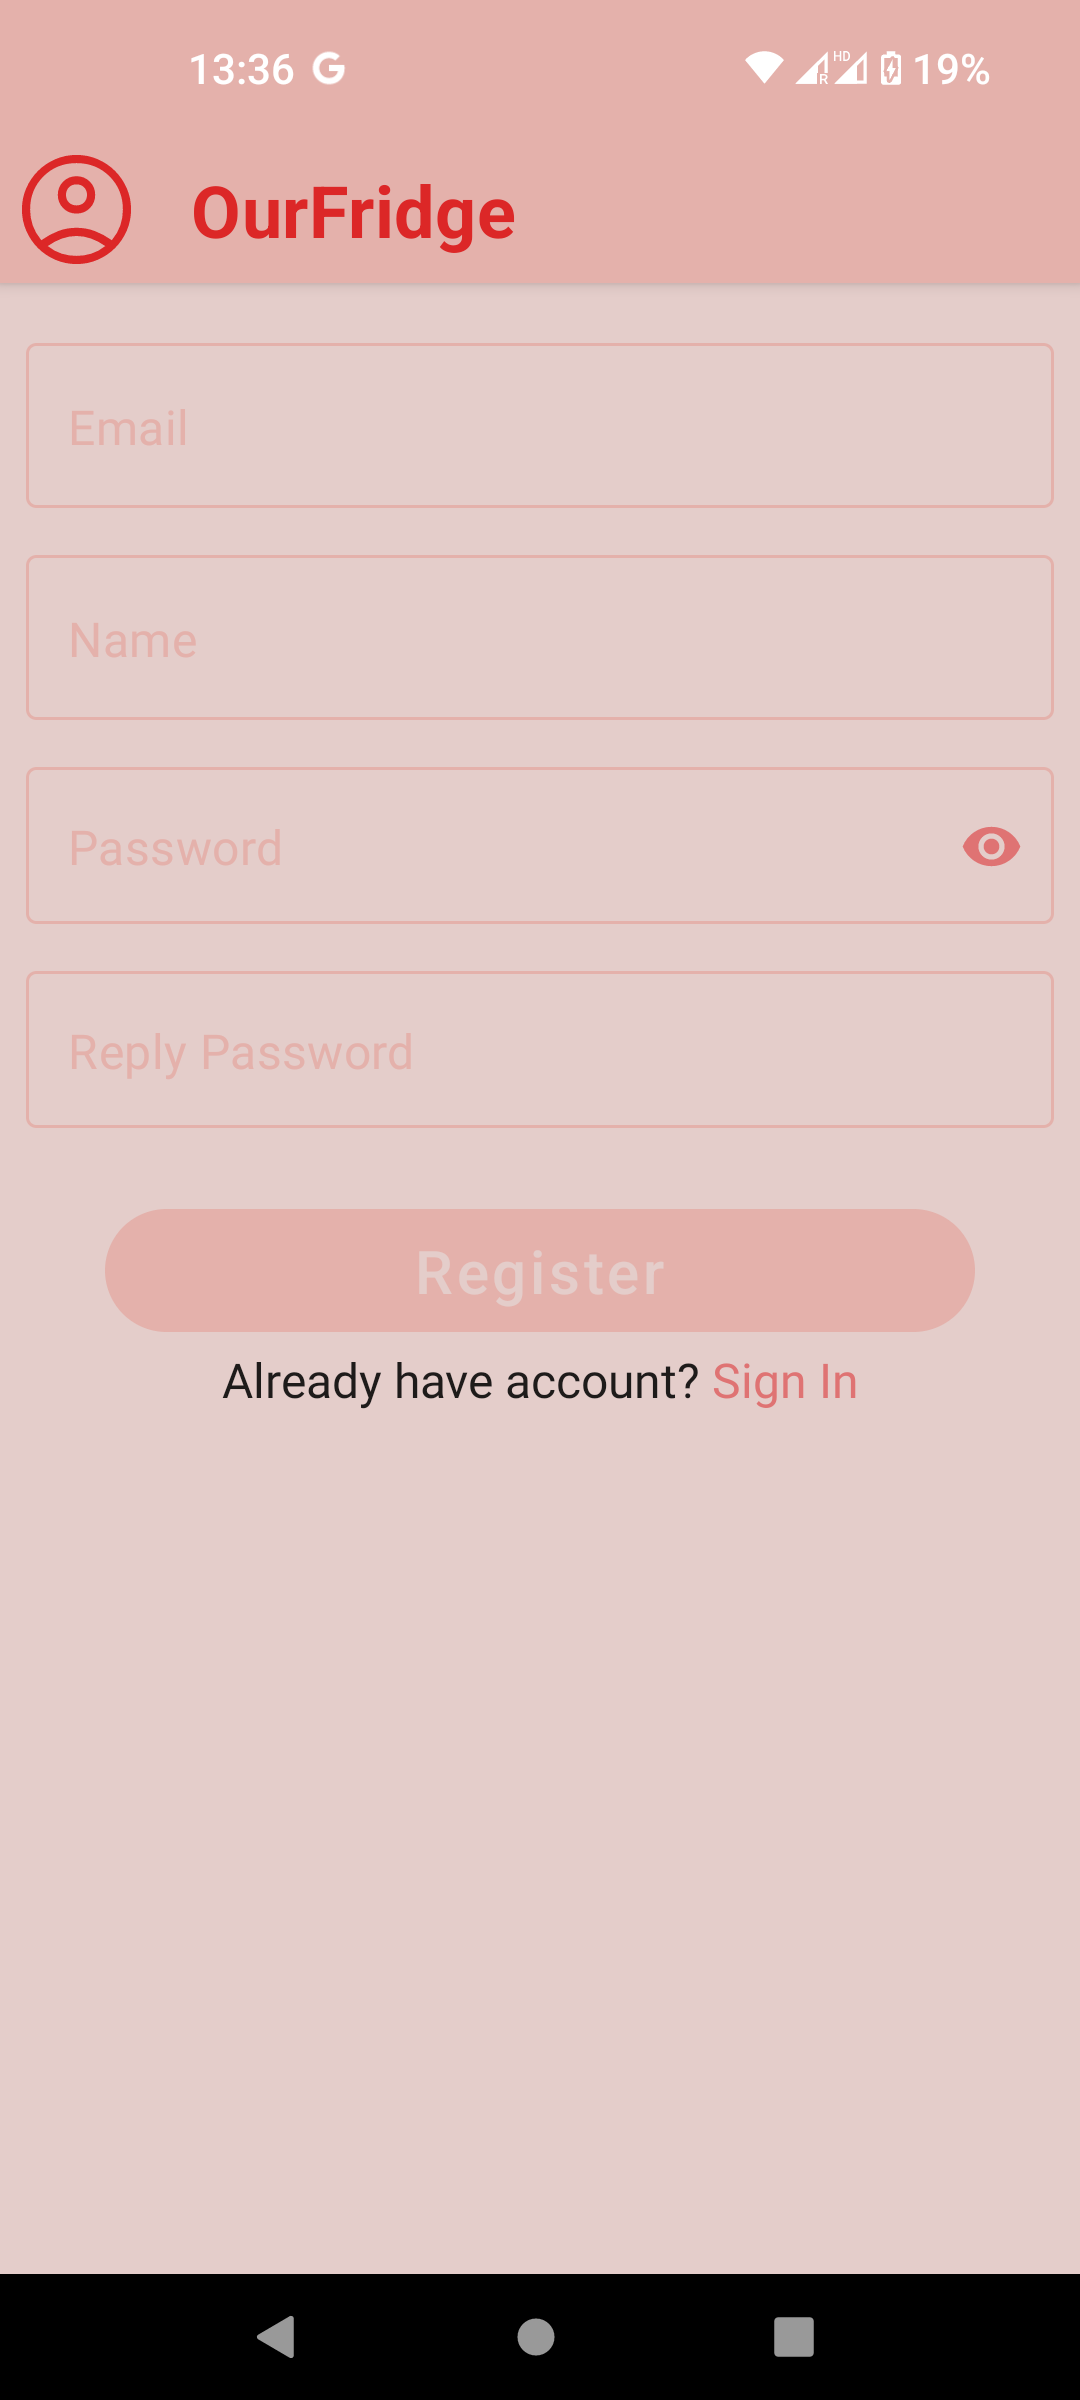 13:36 G R HD 19%
OurFridge
Email
Name
Password
Reply Password
Register
Already have account? Sign In